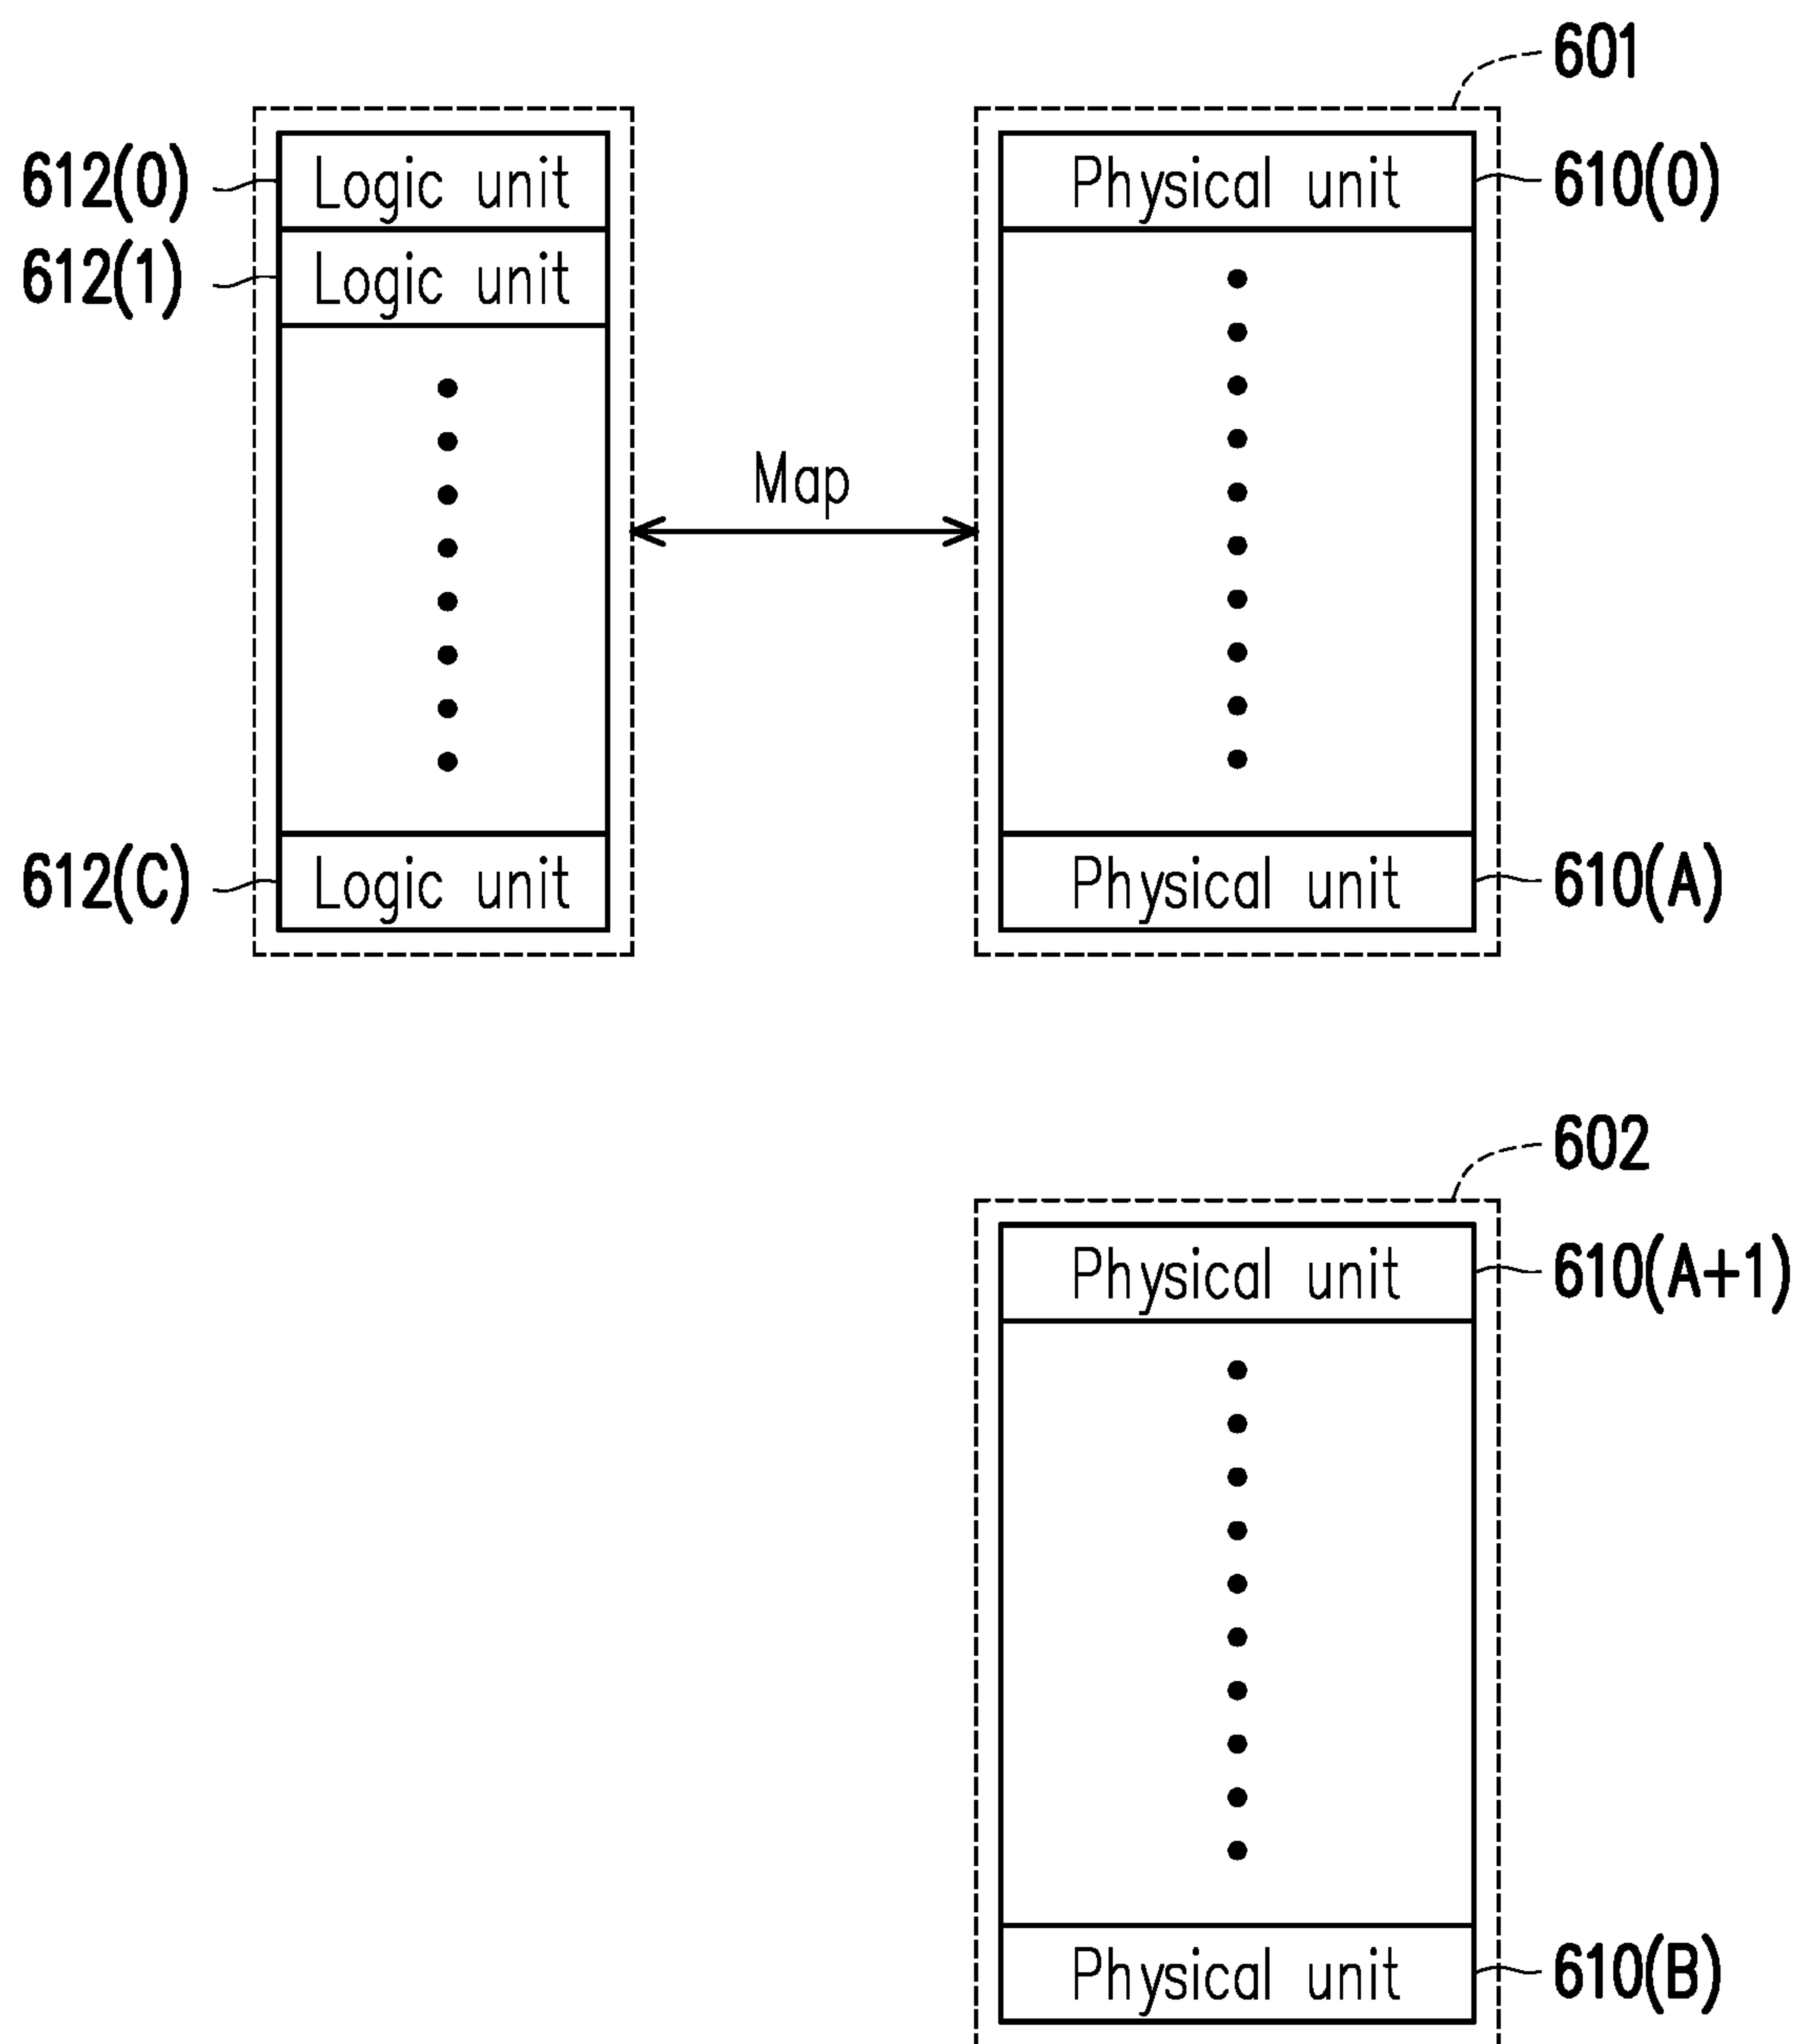 601
612(0) Logic unit Physical unit 610(0)
612(1) Logic unit
Map
612(C) Logic unit Physical unit 610(A)
602
Physical unit 610(A+1)
Physical unit 610(B)